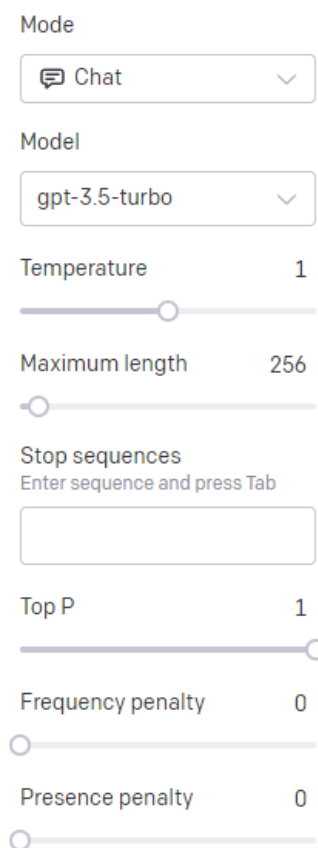 Mode
Chat
Model
gpt-3.5-turbo
Temperature 1
Maximum length 256
Stop sequences
Enter sequence and press Tab
Top P 1
Frequency penalty 0
Presence penalty 0